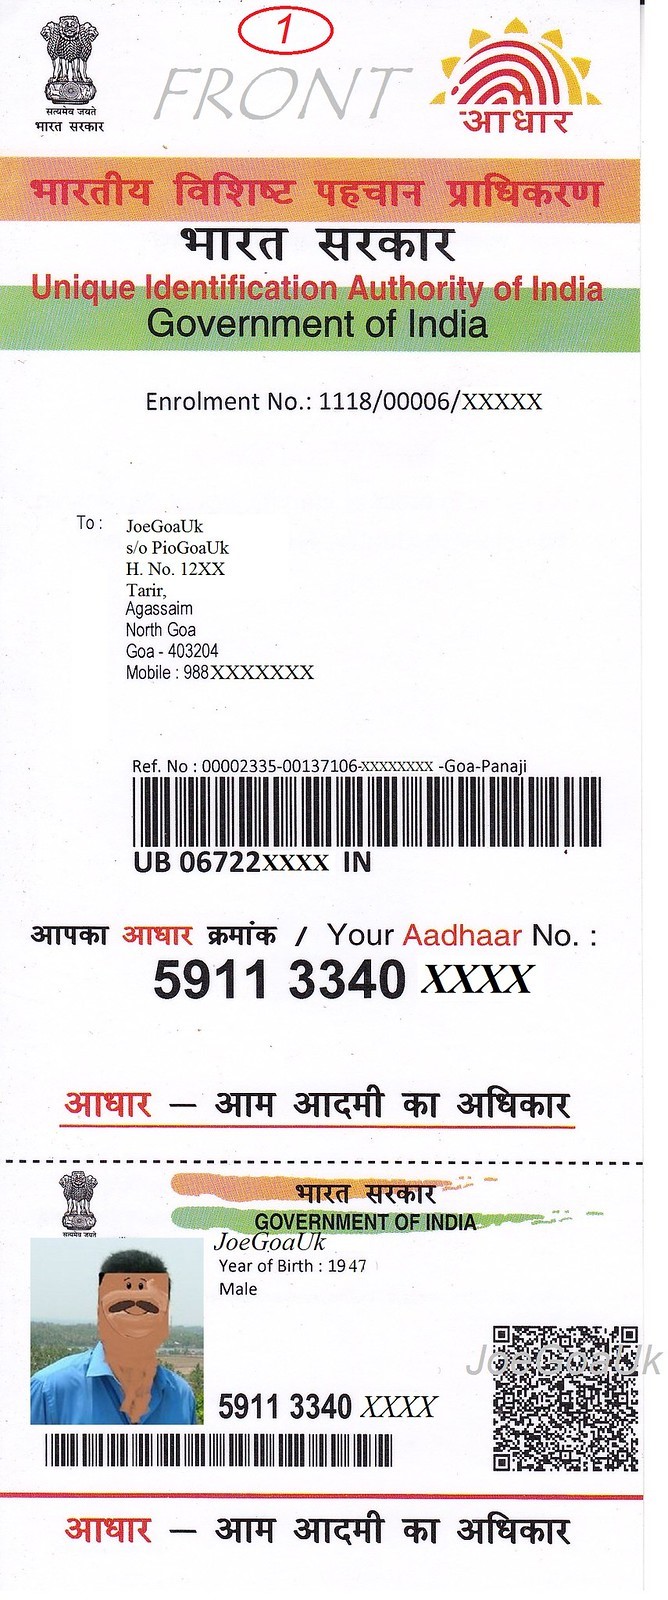 1
FRONT
सत्यमेव जयते
भारत सरकार
आधार
भारतीय विशिष्ट पहचान प्राधिकरण
भारत सरकार
Unique Identification Authority of India
Government of India
Enrolment No.: 1118/00006/XXXXX
To :
JoeGoaUk
s/o PioGoaUk
H. No. 12XX
Tarir,
Agassaim
North Goa
Goa - 403204
Mobile : 988XXXXXXX
Ref. No : 00002335-00137106-XXXXXXXX -Goa-Panaji
UB 06722XXXX IN
आपका आधार क्रमांक / Your Aadhaar No. :
5911 3340 XXXX
आधार — आम आदमी का अधिकार
सत्यमेव जयते
भारत सरकार
GOVERNMENT OF INDIA
JoeGoaUk
Year of Birth : 1947
Male
JoeGoaUk
5911 3340 XXXX
आधार — आम आदमी का अधिकार